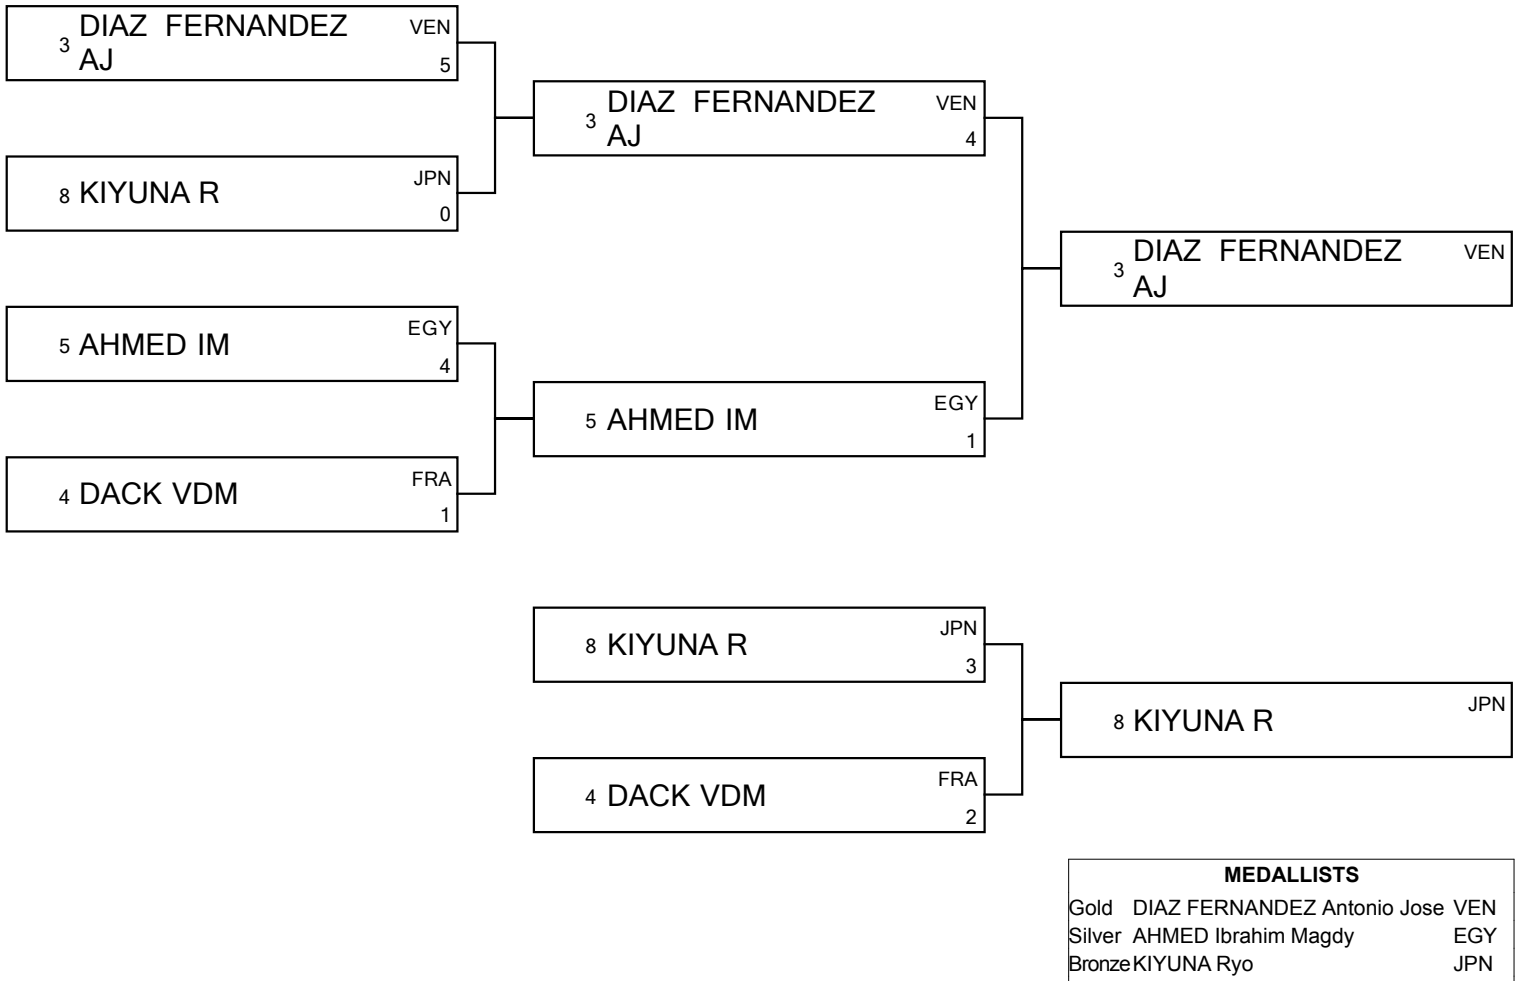 3 DIAZ FERNANDEZ AJ VEN 5
8 KIYUNA R JPN 0
5 AHMED IM EGY 4
4 DACK VDM FRA 1
3 DIAZ FERNANDEZ AJ VEN 4
5 AHMED IM EGY 1
3 DIAZ FERNANDEZ AJ VEN
8 KIYUNA R JPN 3
4 DACK VDM FRA 2
8 KIYUNA R JPN
MEDALLISTS
Gold DIAZ FERNANDEZ Antonio Jose VEN
Silver AHMED Ibrahim Magdy EGY
Bronze KIYUNA Ryo JPN